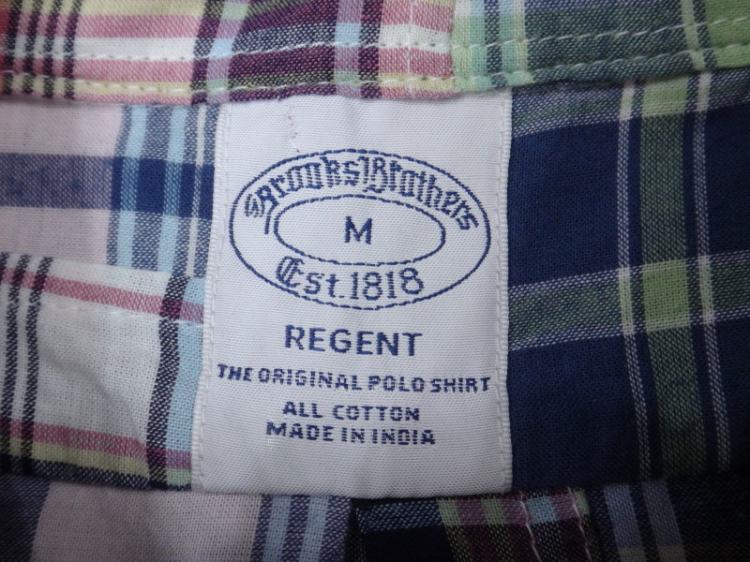 Brooks Brothers
M
Est. 1818
REGENT
THE ORIGINAL POLO SHIRT
ALL COTTON
MADE IN INDIA